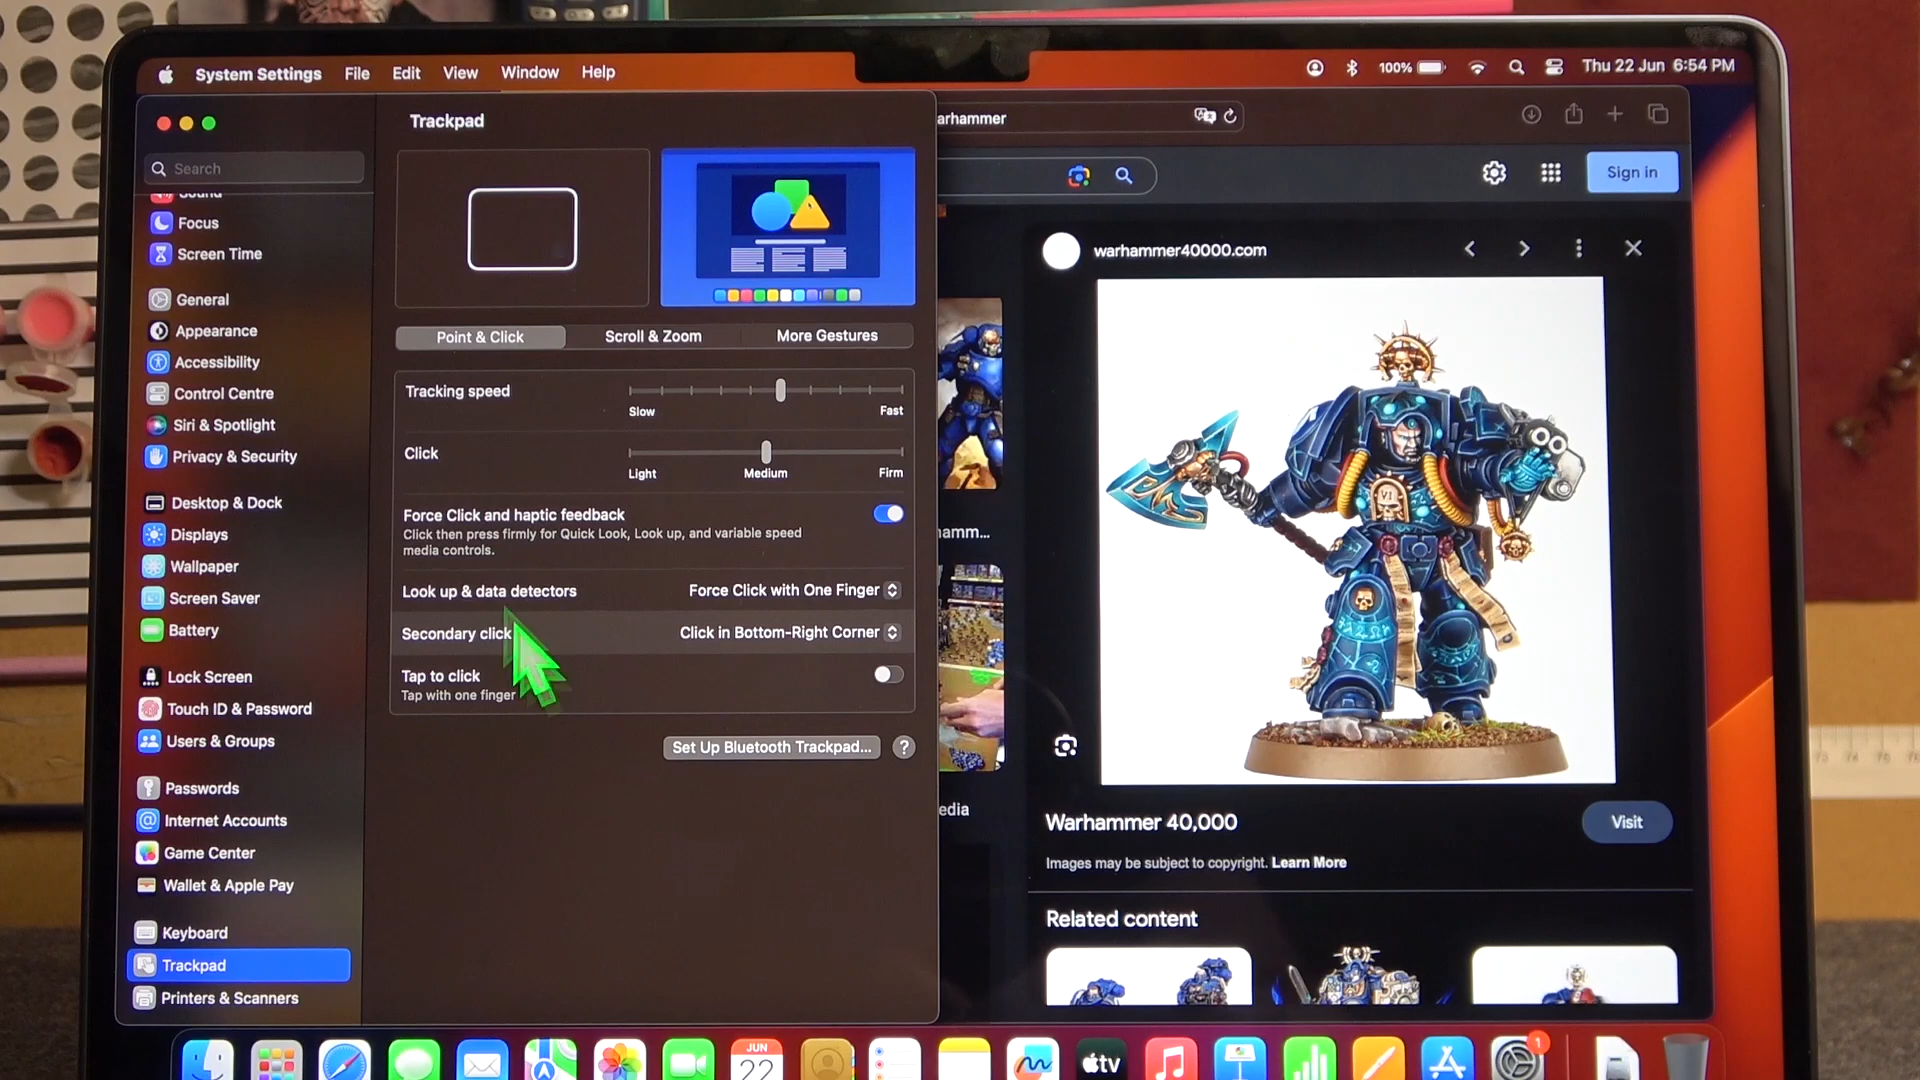 System Settings File Edit View Window Help
100% Thu 22 Jun 6:54 PM
Trackpad
arhammer
Search
Sign in
Sound
Focus
Screen Time
General
Appearance
Accessibility
Control Centre
Siri & Spotlight
Privacy & Security
Desktop & Dock
Displays
Wallpaper
Screen Saver
Battery
Lock Screen
Touch ID & Password
Users & Groups
Passwords
Internet Accounts
Game Center
Wallet & Apple Pay
Keyboard
Trackpad
Printers & Scanners
Point & Click Scroll & Zoom More Gestures
Tracking speed
Slow Fast
Click
Light Medium Firm
Force Click and haptic feedback
Click then press firmly for Quick Look, Look up, and variable speed
media controls.
Look up & data detectors Force Click with One Finger
Secondary click Click in Bottom-Right Corner
Tap to click
Tap with one finger
Set Up Bluetooth Trackpad... ?
warhammer40000.com
VI
amm...
edia
Warhammer 40,000
Visit
Images may be subject to copyright. Learn More
Related content
JUN
22
tv
1